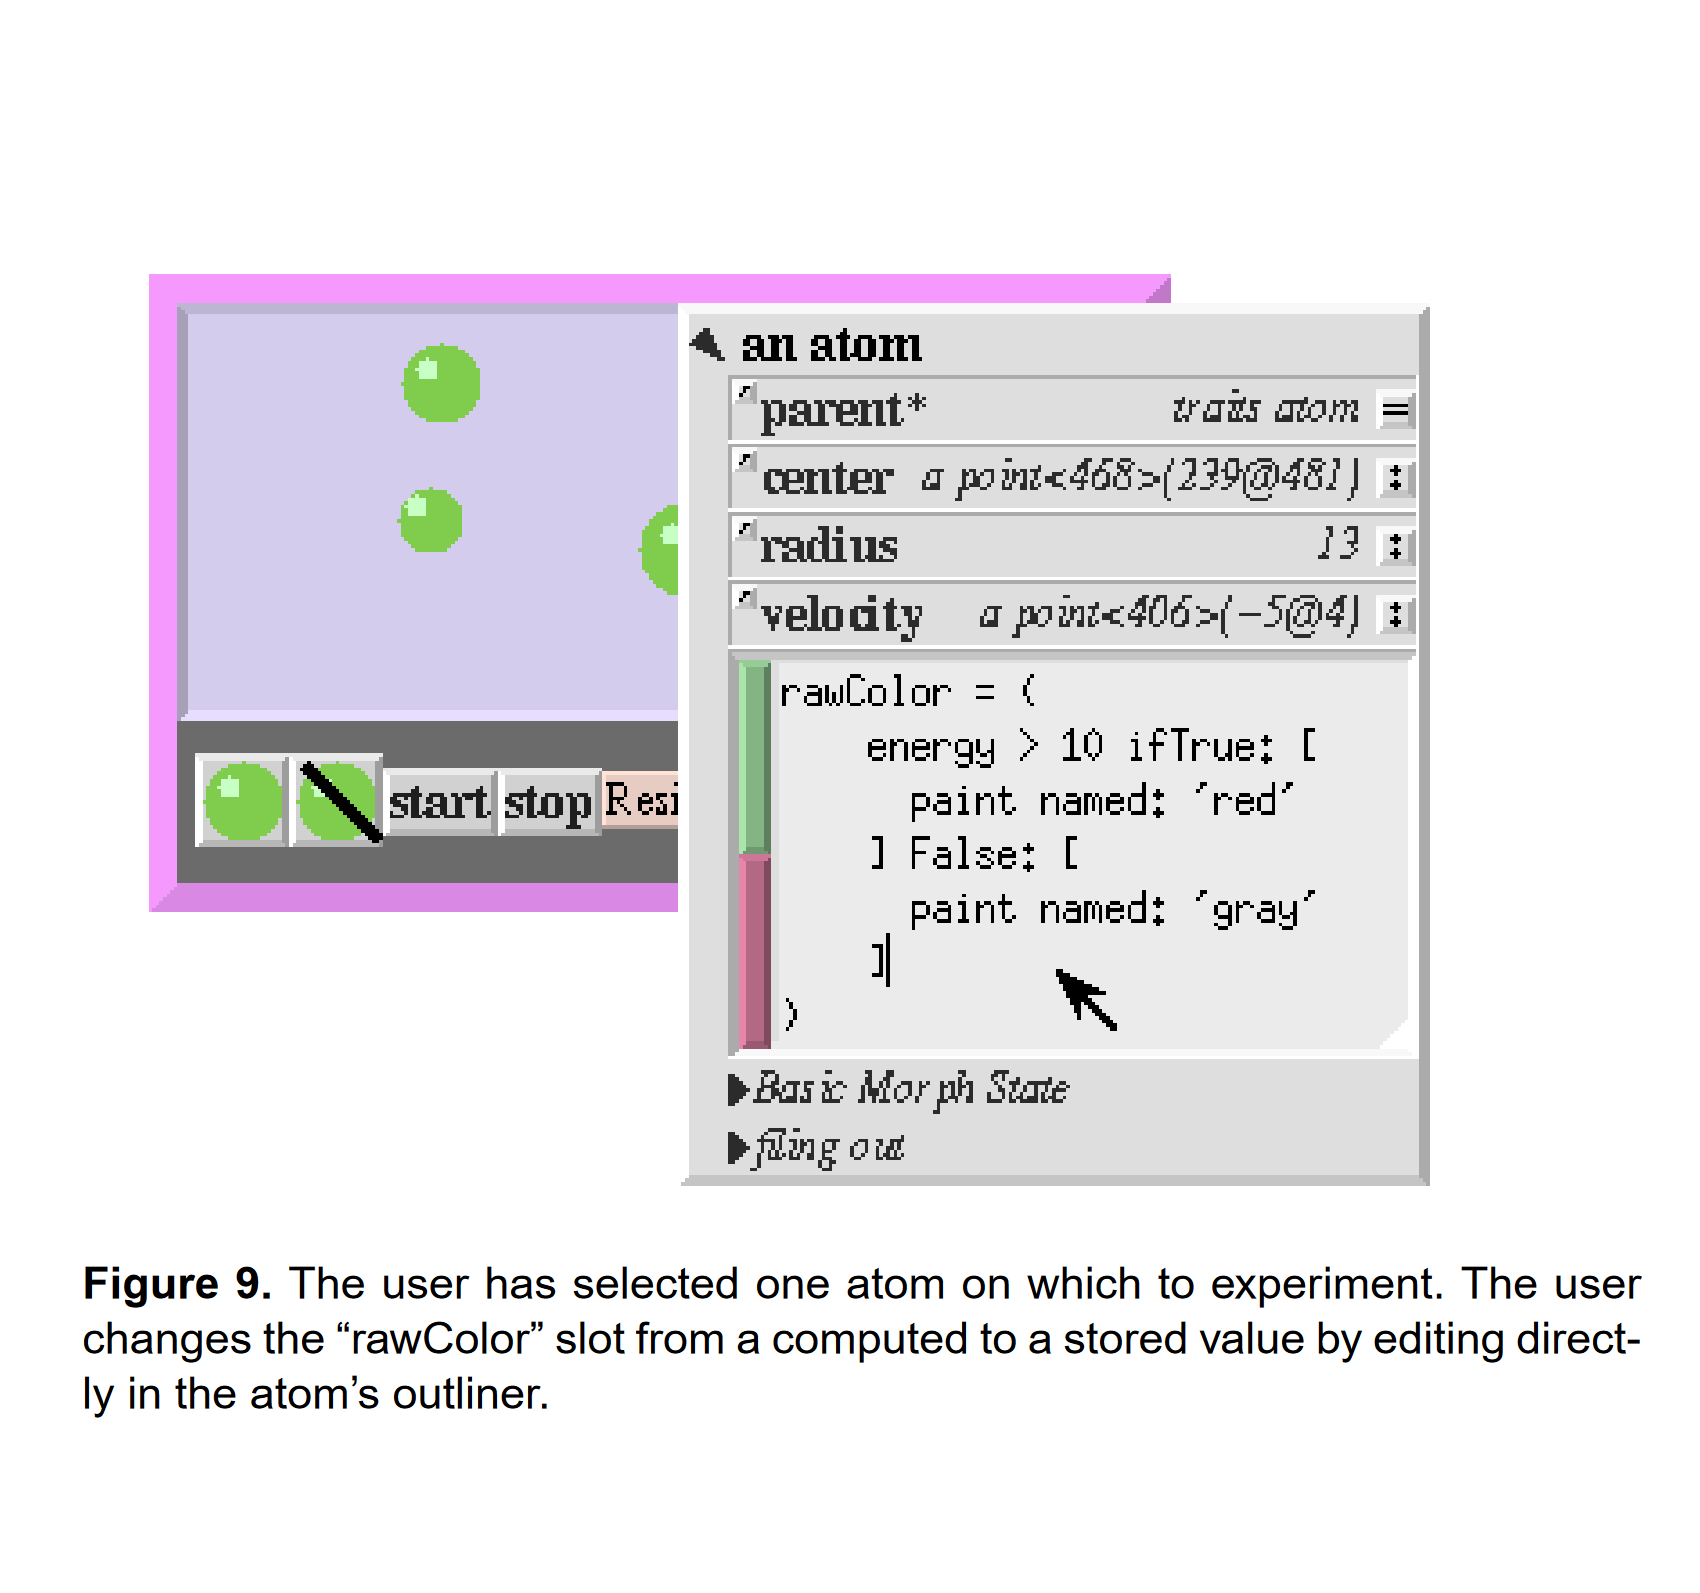 an atom
parent* traits atom =
center a point<468>(239@481) :
radius 13 :
velocity a point<406>(-5@4) :
rawColor = (
energy > 10 ifTrue: [
paint named: 'red'
] False: [
paint named: 'gray'
]
)
Basic Morph State
filing out
start stop Resi
Figure 9. The user has selected one atom on which to experiment. The user
changes the “rawColor” slot from a computed to a stored value by editing direct-
ly in the atom’s outliner.